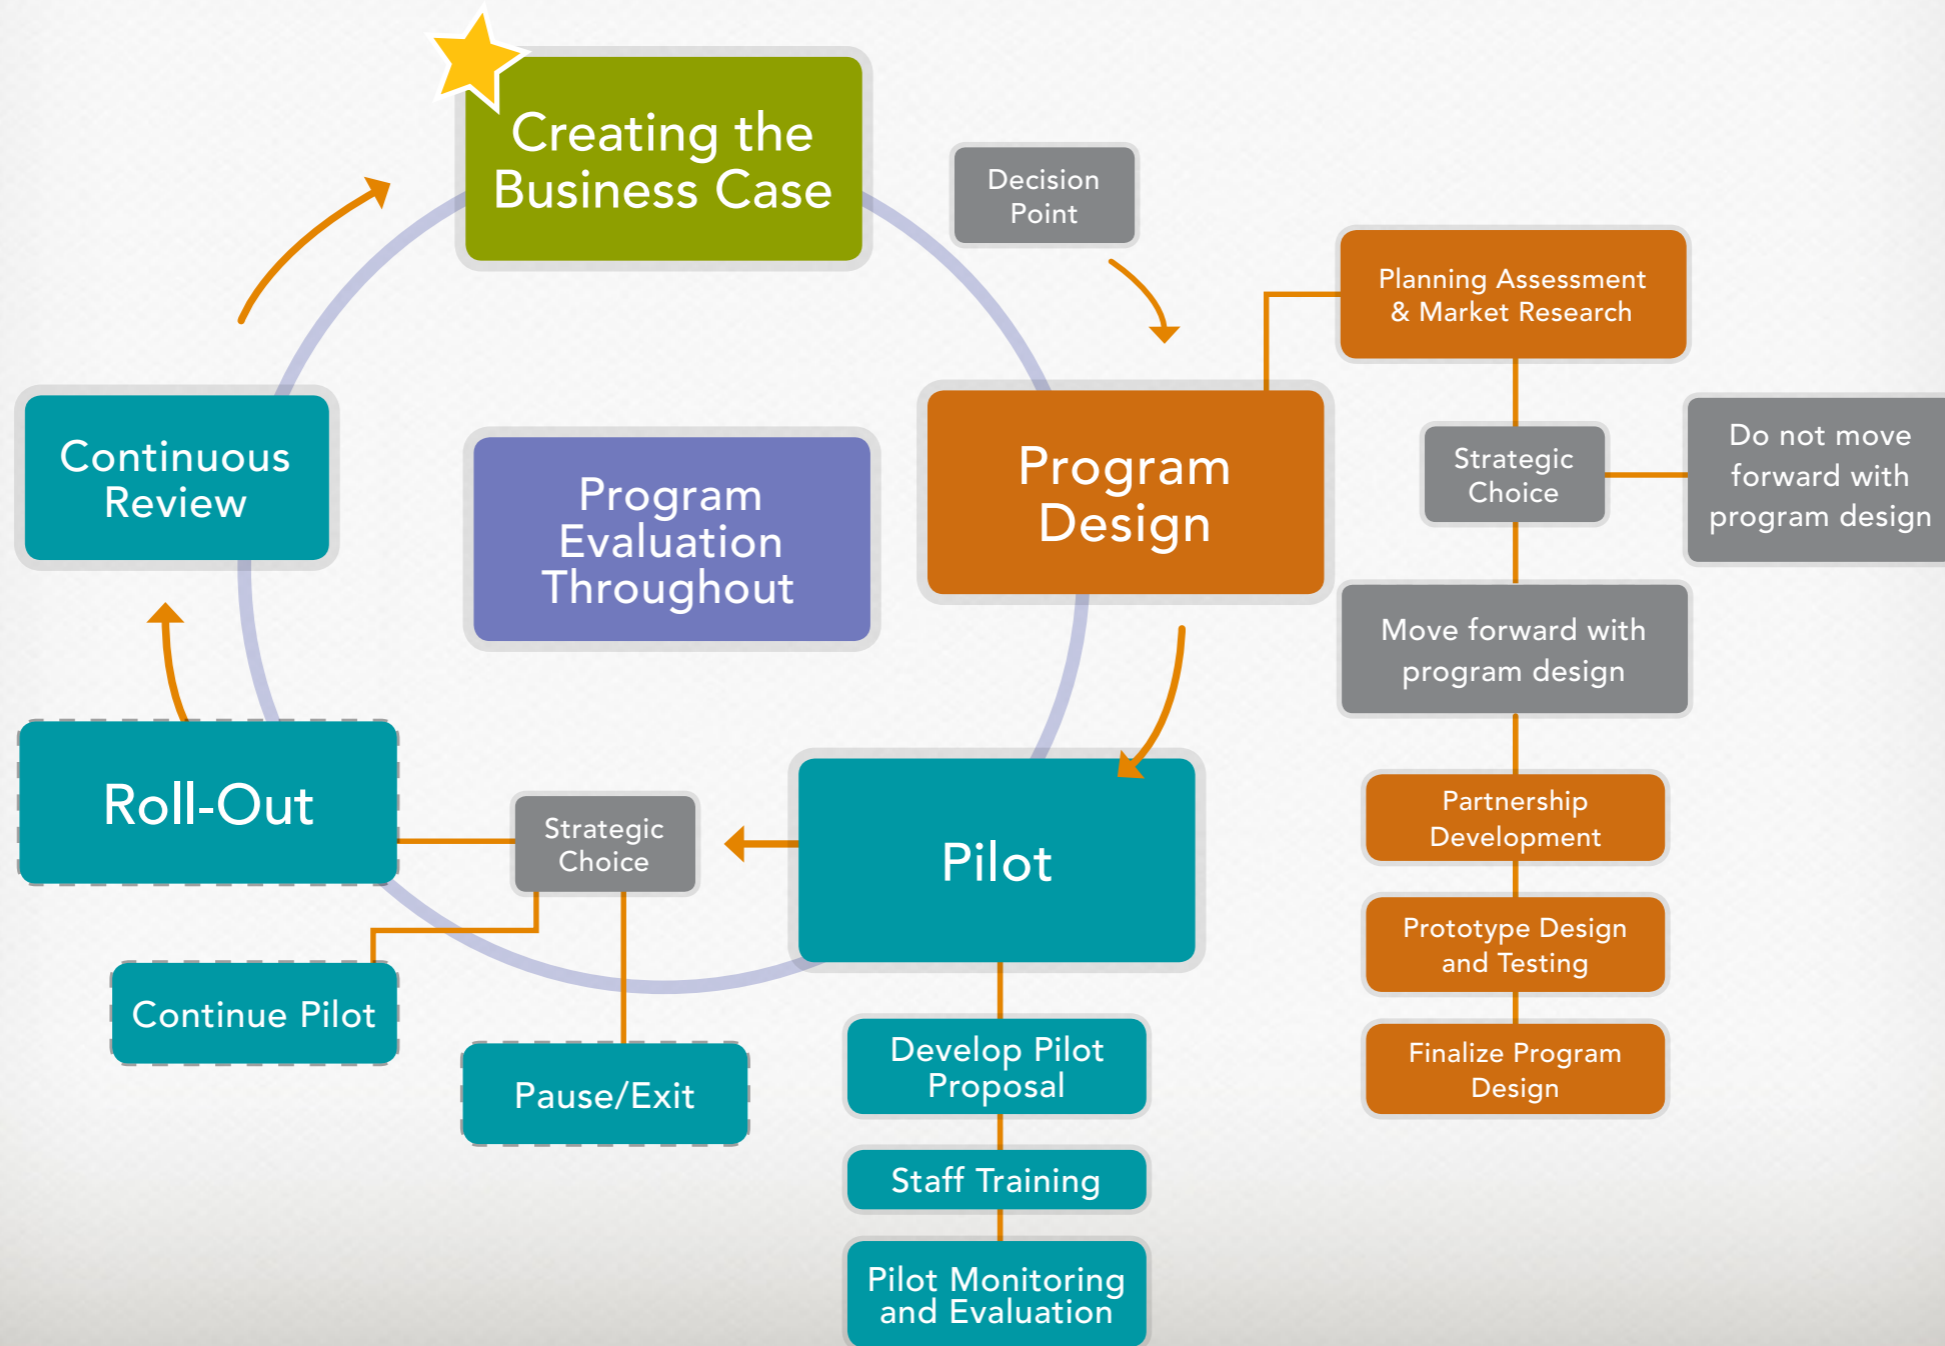 Creating the
Business Case
Decision
Point
Planning Assessment
& Market Research
Program
Design
Strategic
Choice
Do not move
forward with
program design
Move forward with
program design
Partnership
Development
Prototype Design
and Testing
Finalize Program
Design
Continuous
Review
Program
Evaluation
Throughout
Roll-Out
Strategic
Choice
Pilot
Continue Pilot
Pause/Exit
Develop Pilot
Proposal
Staff Training
Pilot Monitoring
and Evaluation